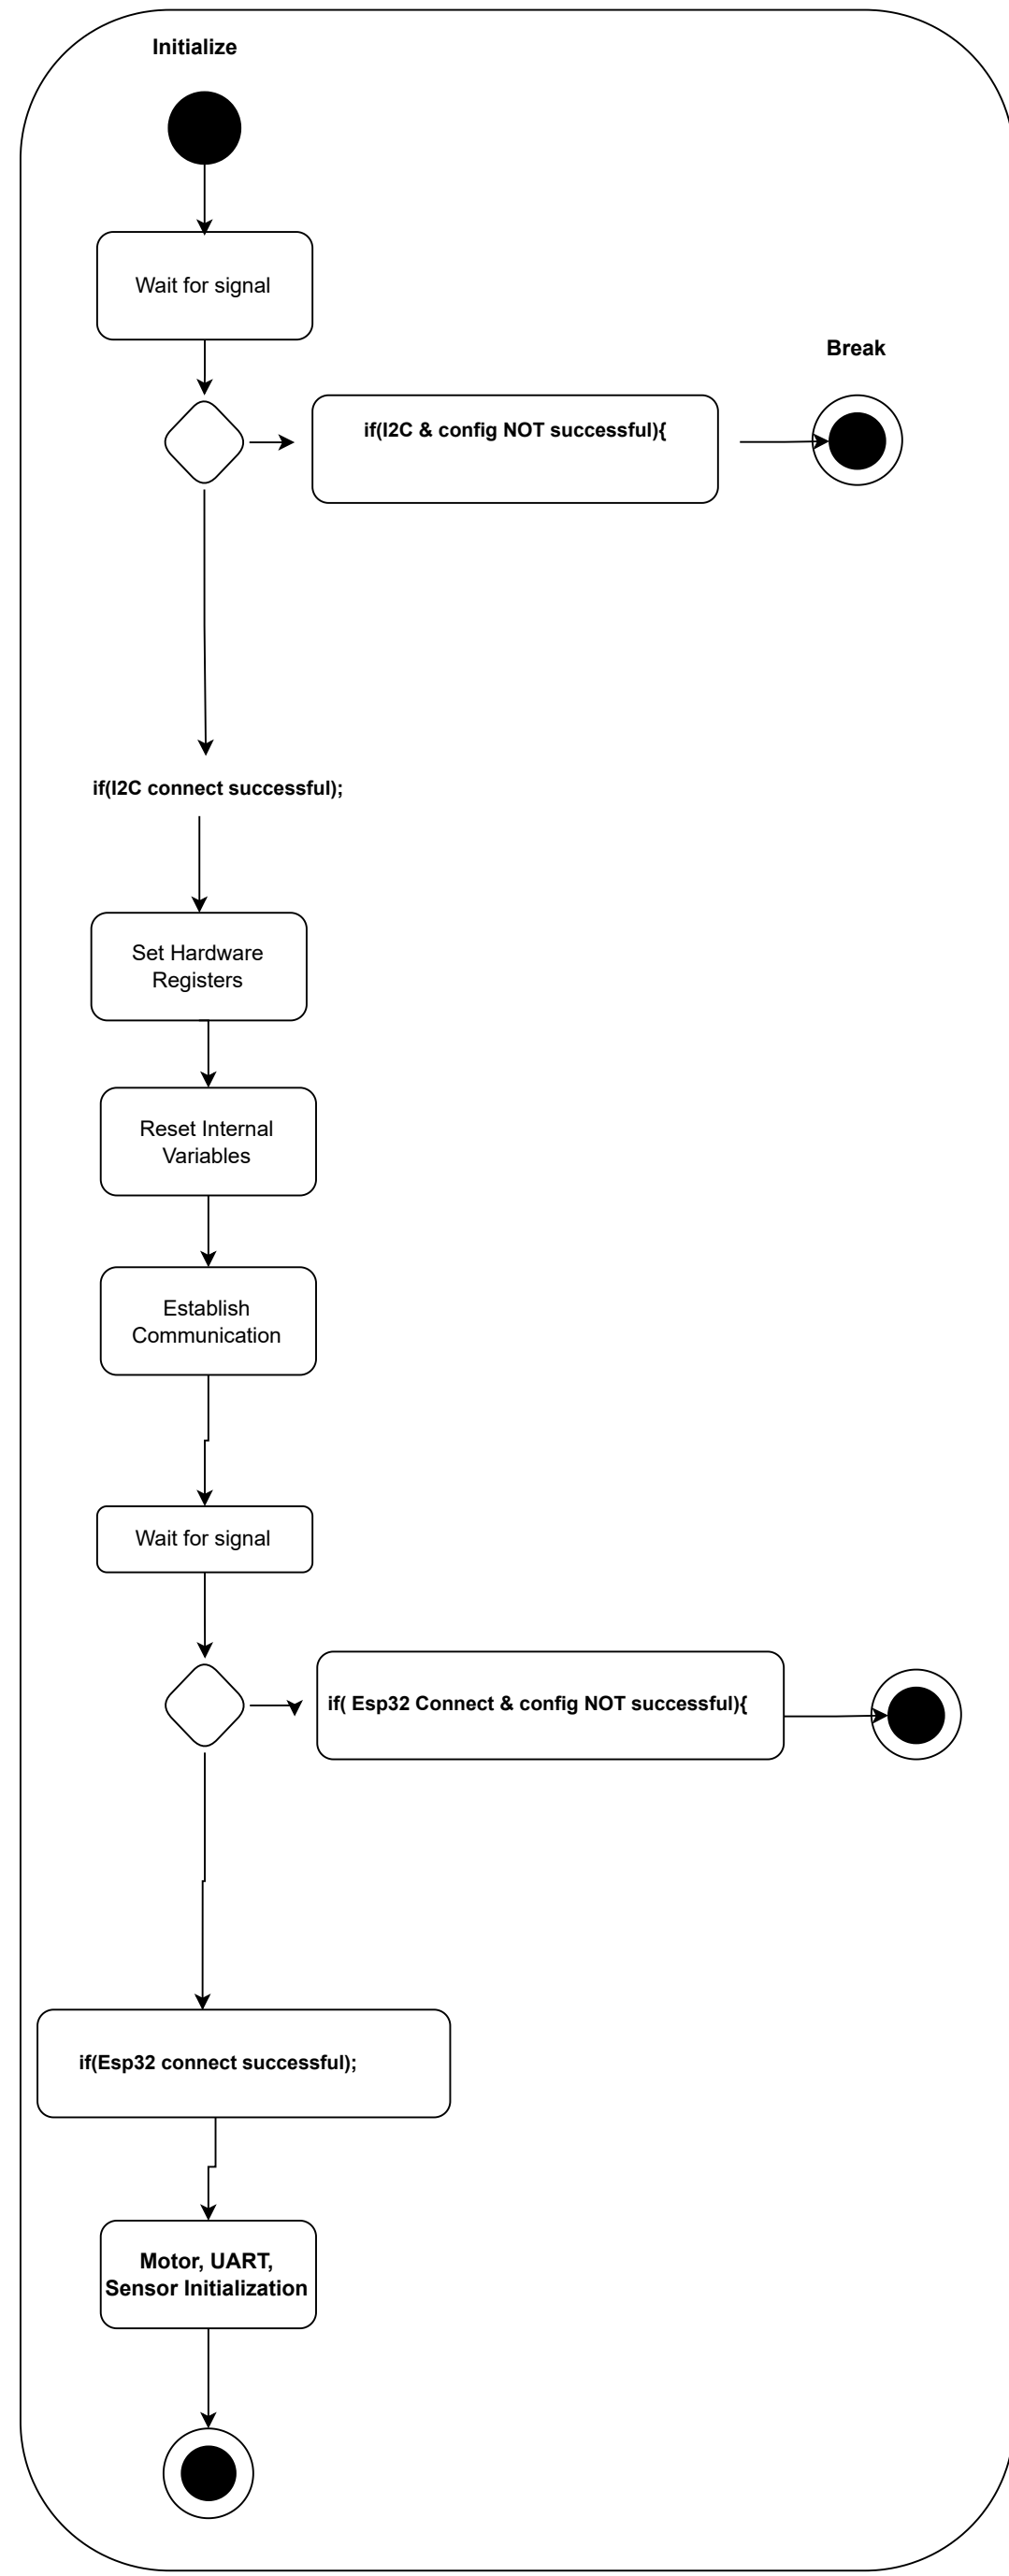 Initialize
Wait for signal
Break
if(I2C & config NOT successful){
if(I2C connect successful);
Set Hardware
Registers
Reset Internal
Variables
Establish
Communication
Wait for signal
if( Esp32 Connect & config NOT successful){
if(Esp32 connect successful);
Motor, UART,
Sensor Initialization